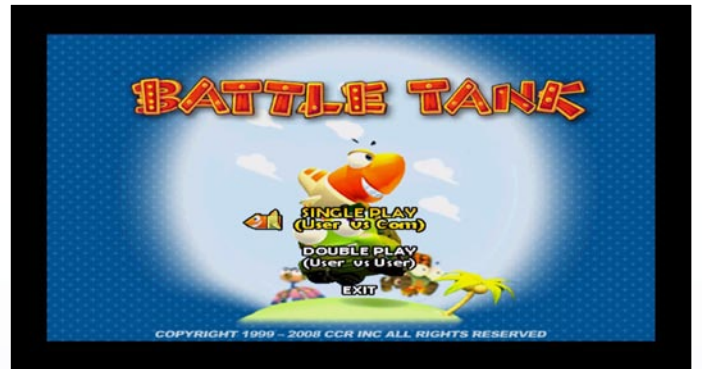 BATTLE TANK
SINGLE PLAY
(User vs Com)
DOUBLE PLAY
(User vs User)
EXIT
COPYRIGHT 1999 - 2008 CCR INC ALL RIGHTS RESERVED